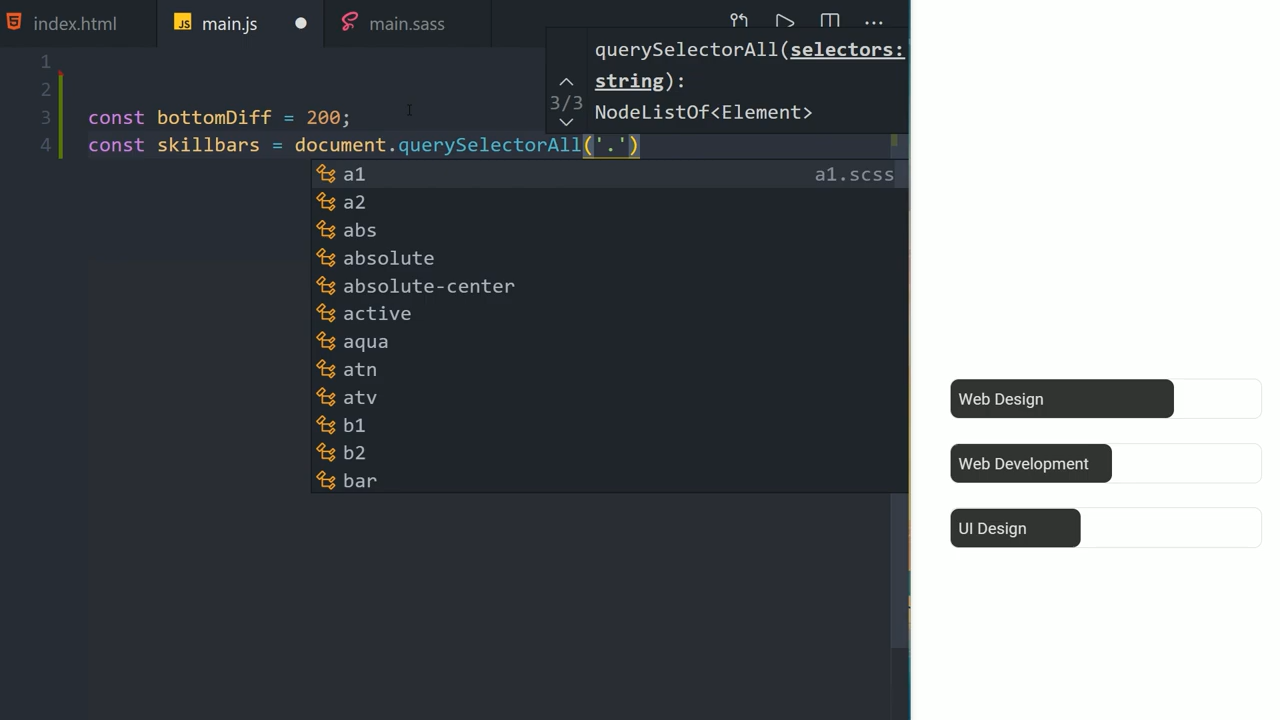 index.html
JS main.js
main.sass
querySelectorAll(selectors:
string):
3/3
NodeListOf<Element>
1
2
3 const bottomDiff = 200;
4 const skillbars = document.querySelectorAll('.')
a1 a1.scss
a2
abs
absolute
absolute-center
active
aqua
atn
atv
b1
b2
bar
Web Design
Web Development
UI Design